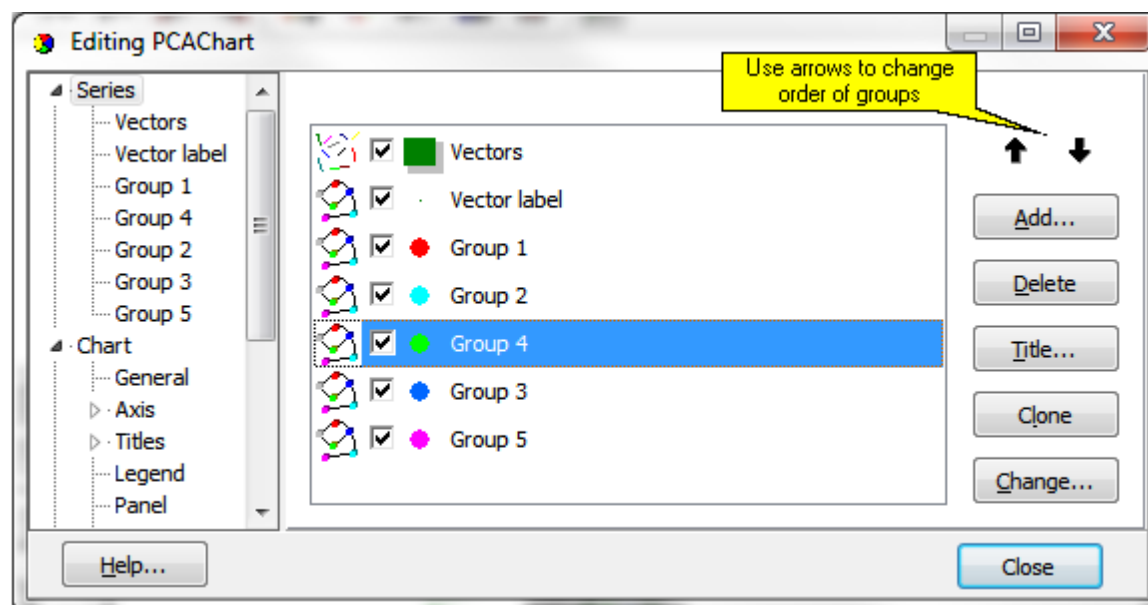 Editing PCAChart
Use arrows to change
order of groups
Series
Vectors
Vector label
Group 1
Group 4
Group 2
Group 3
Group 5
Chart
General
Axis
Titles
Legend
Panel
Vectors
Vector label
Group 1
Group 2
Group 4
Group 3
Group 5
Add...
Delete
Title...
Clone
Change...
Help...
Close